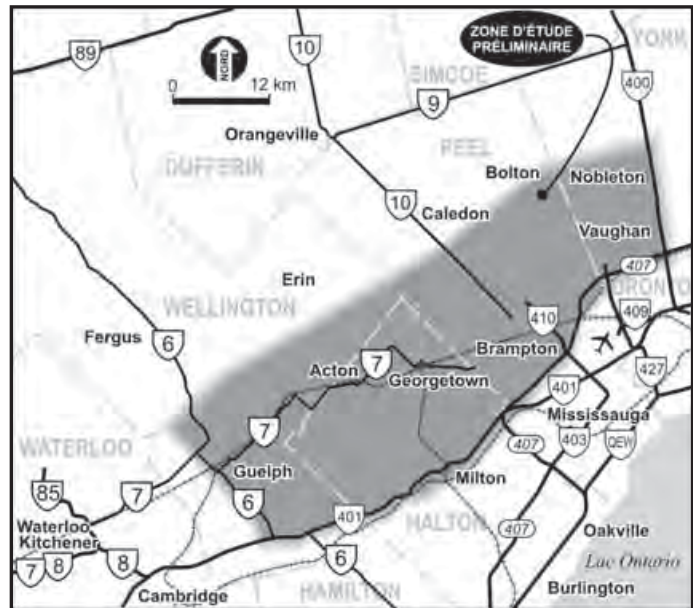 89
10
ZONE D'ÉTUDE
PRÉLIMINAIRE
YORK
NORD
SIMCOE
400
0 12 km
9
Orangeville
PEEL
DUFFERIN
Bolton
Nobleton
10
Caledon
Vaughan
407
Erin
TORONTO
WELLINGTON
409
Fergus
6
410
Acton
7
Brampton
Georgetown
427
401
7
Mississauga
WATERLOO
407
403
QEW
Guelph
85
7
6
Milton
401
Waterloo
HALTON
407
Oakville
Kitchener
6
7
8
8
Lac Ontario
Cambridge
HAMILTON
Burlington